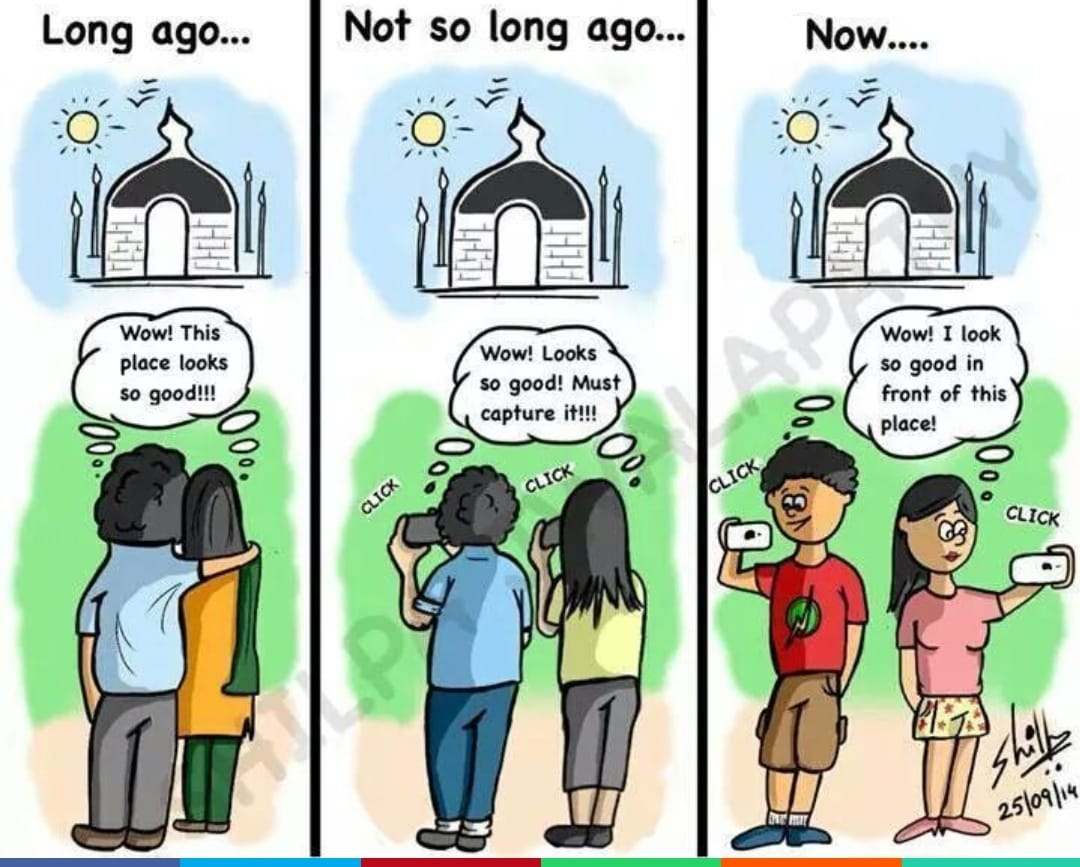 Long ago...
Wow! This
place looks
so good!!!
Not so long ago...
Wow! Looks
so good! Must
capture it!!!
CLICK
CLICK
Now....
Wow! I look
so good in
front of this
place!
CLICK
CLICK
Shilpa
25/09/14